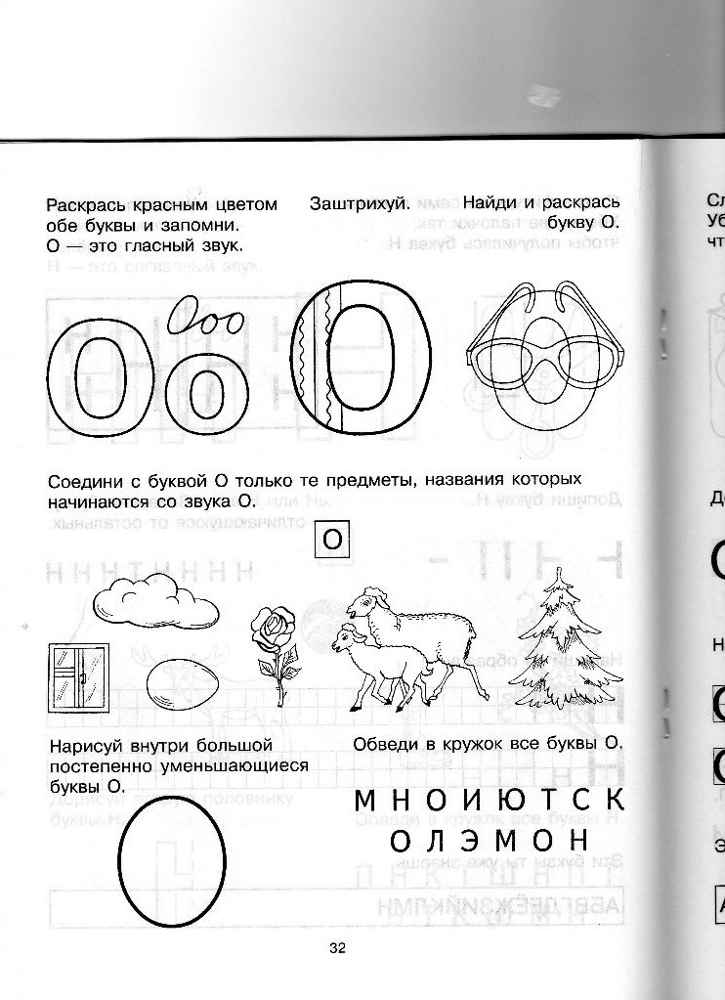 Раскрась красным цветом
обе буквы и запомни.
О — это гласный звук.
Заштрихуй.
Найди и раскрась
букву О.
О о
Ооо
О
Соедини с буквой О только те предметы, названия которых
начинаются со звука О.
О
Нарисуй внутри большой
постепенно уменьшающиеся
буквы О.
О
Обведи в кружок все буквы О.
М Н О И Ю Т С К
О Л Э М О Н
32